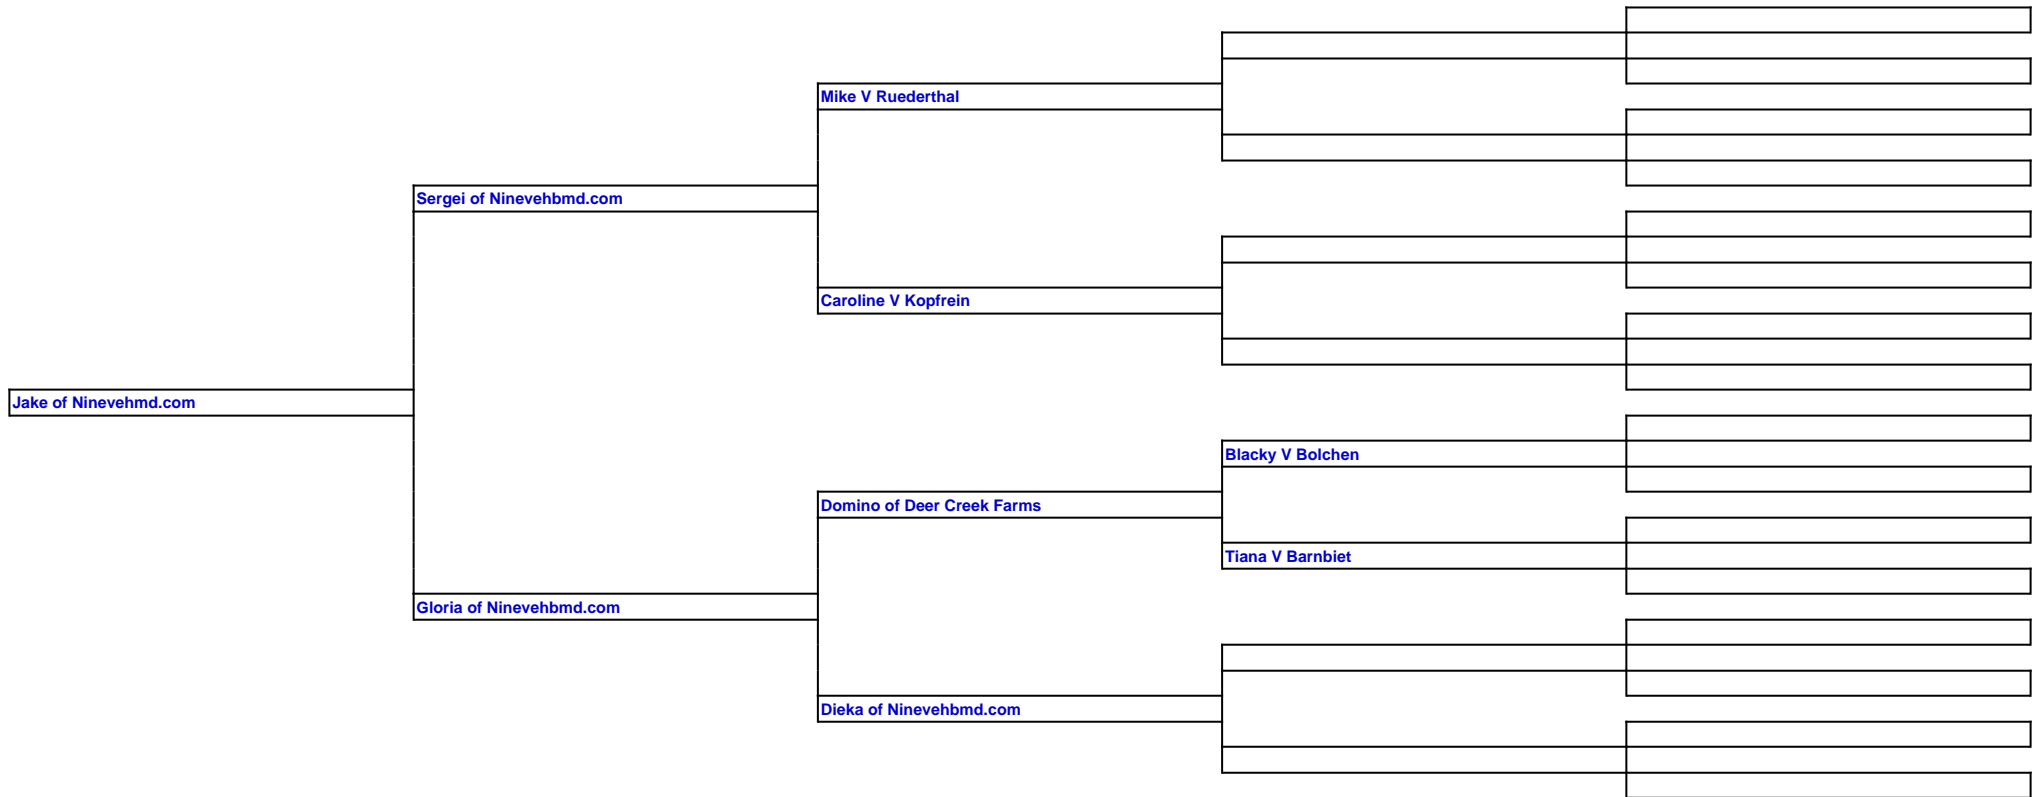 Mike V Ruederthal
Sergei of Ninevehbmd.com
Caroline V Kopfrein
Jake of Ninevehmd.com
Blacky V Bolchen
Domino of Deer Creek Farms
Tiana V Barnbiet
Gloria of Ninevehbmd.com
Dieka of Ninevehbmd.com